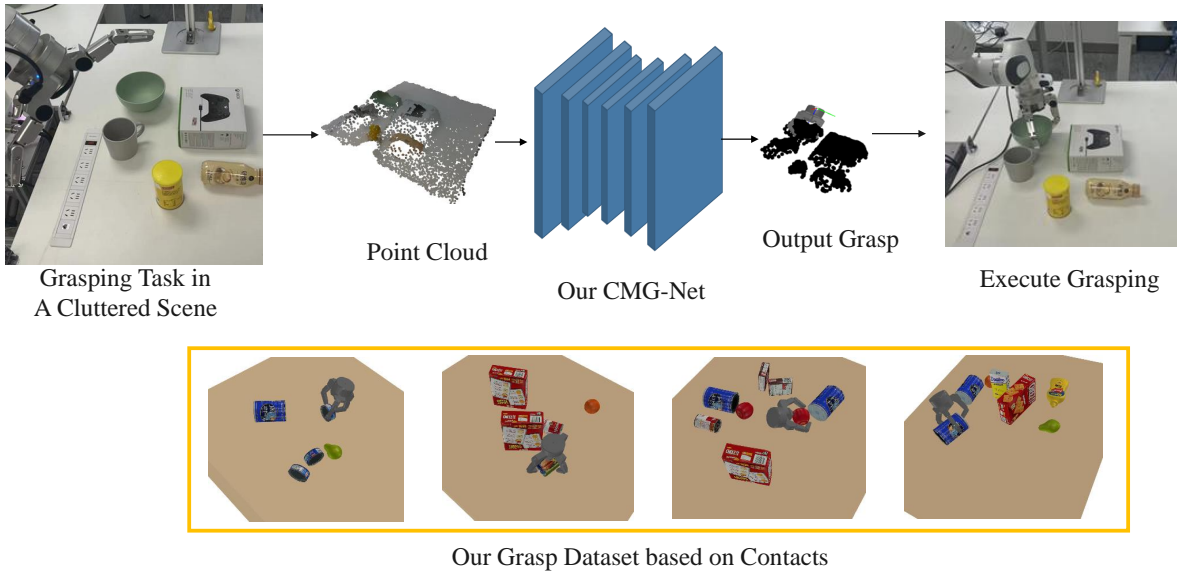 Point Cloud
Output Grasp
Our CMG-Net
Grasping Task in
A Cluttered Scene
Execute Grasping
Our Grasp Dataset based on Contacts